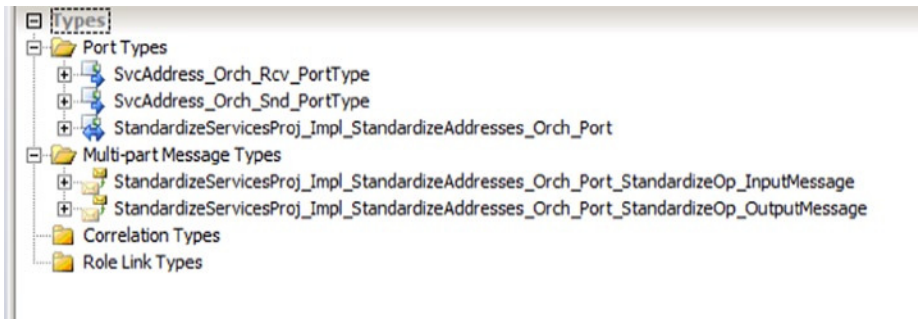 Types
Port Types
SvcAddress_Orch_Rcv_PortType
SvcAddress_Orch_Snd_PortType
StandardizeServicesProj_Impl_StandardizeAddresses_Orch_Port
Multi-part Message Types
StandardizeServicesProj_Impl_StandardizeAddresses_Orch_Port_StandardizeOp_InputMessage
StandardizeServicesProj_Impl_StandardizeAddresses_Orch_Port_StandardizeOp_OutputMessage
Correlation Types
Role Link Types